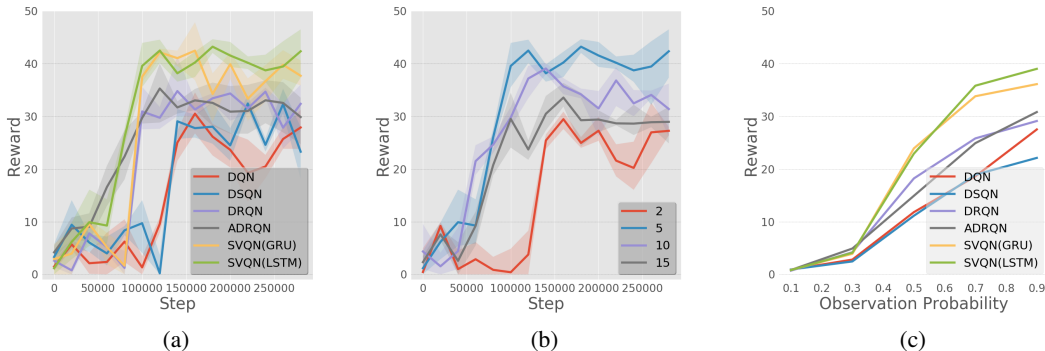 50
40
30
20
10
0
Reward
0
50000
100000
150000
200000
250000
Step
DQN
DSQN
DRQN
ADRQN
SVQN(GRU)
SVQN(LSTM)
(a)
50
40
30
20
10
0
Reward
0
50000
100000
150000
200000
250000
Step
2
5
10
15
(b)
50
40
30
20
10
0
Reward
0.1
0.2
0.3
0.4
0.5
0.6
0.7
0.8
0.9
Observation Probability
DQN
DSQN
DRQN
ADRQN
SVQN(GRU)
SVQN(LSTM)
(c)